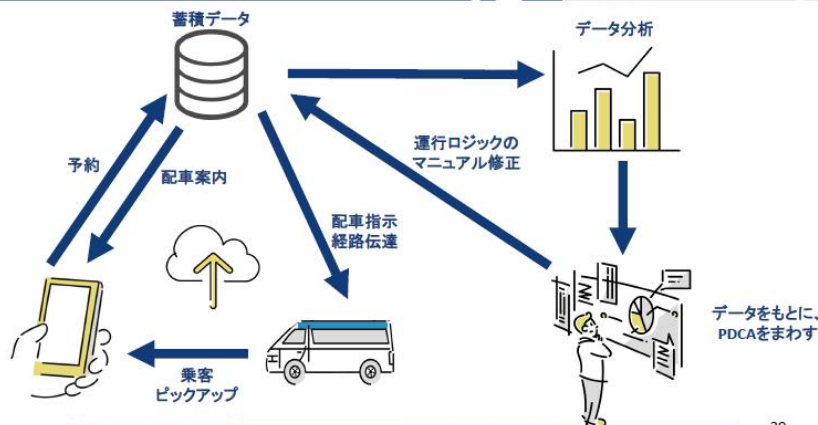 蓄積データ
データ分析
予約
配車案内
運行ロジックの
マニュアル修正
配車指示
経路伝達
データをもとに、
PDCAをまわす
乗客
ピックアップ